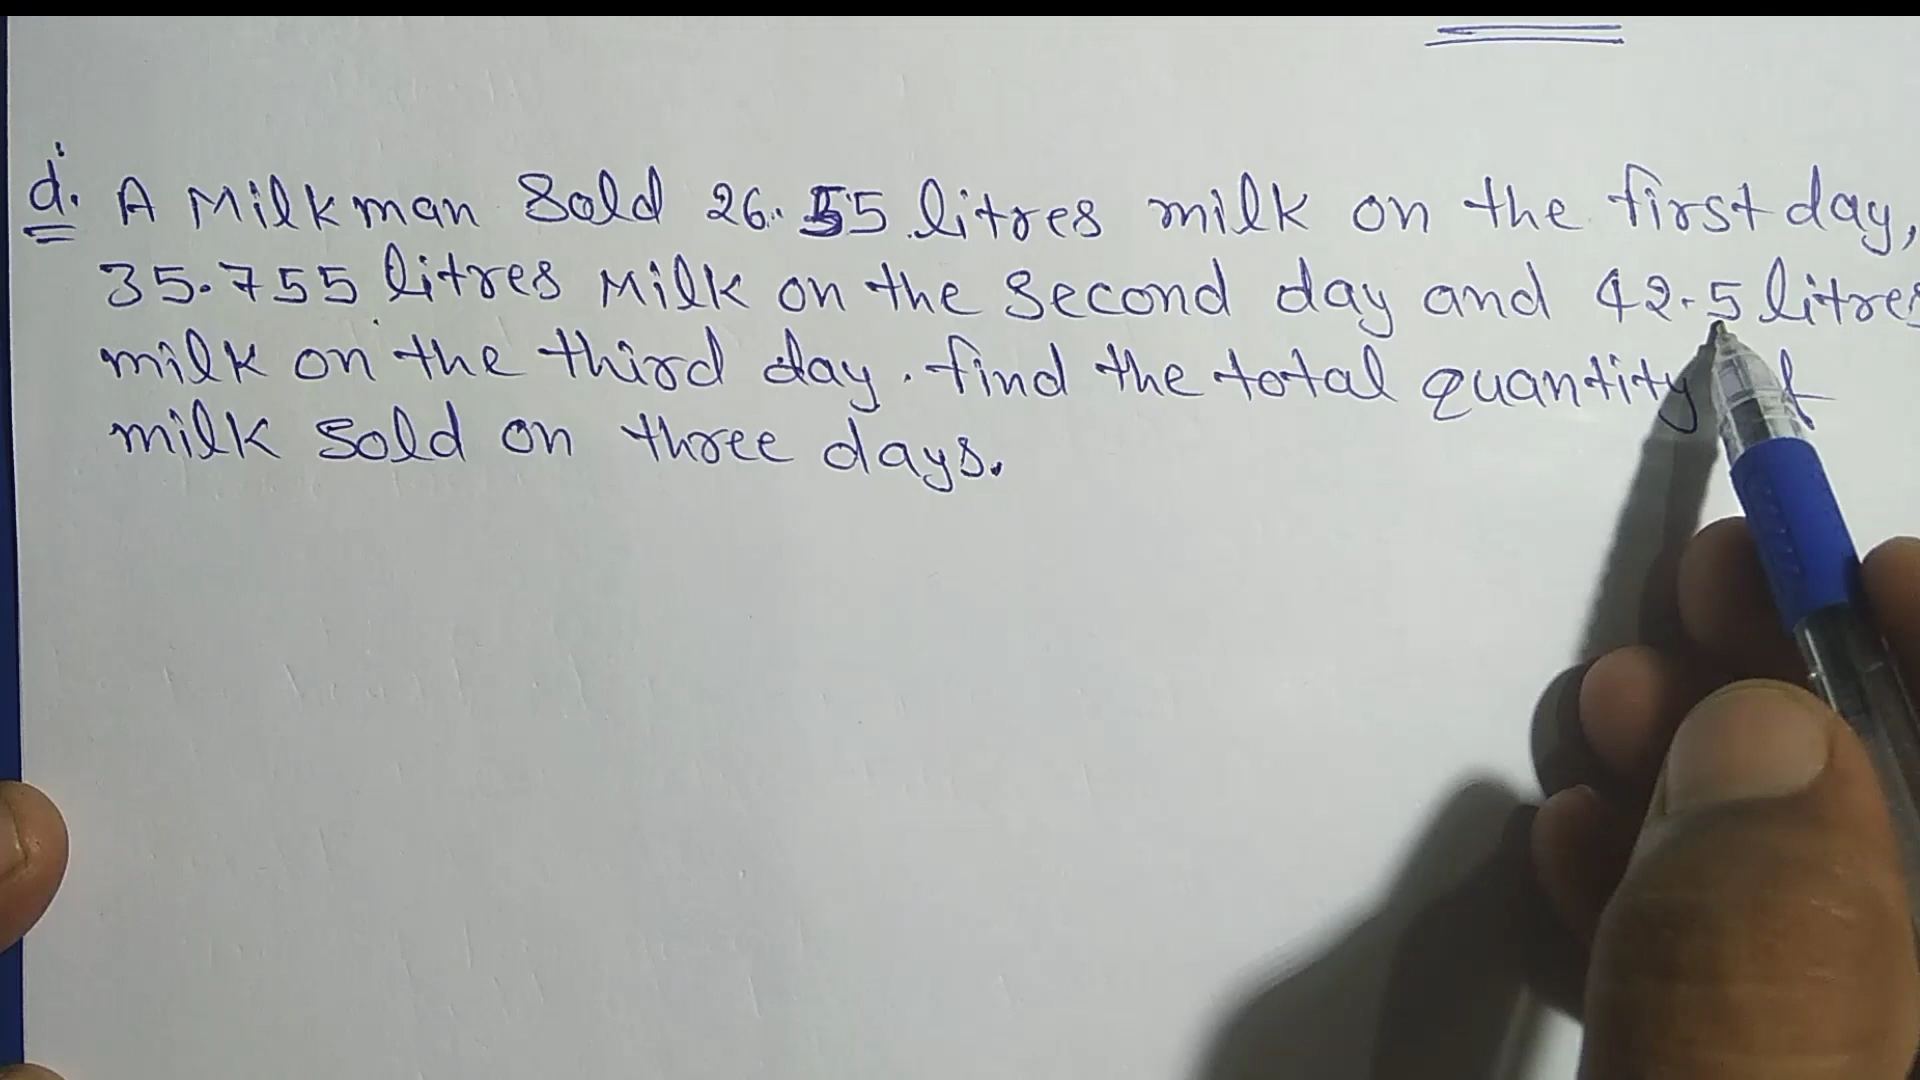 d. A Milkman Sold 26.55 litres milk on the first day,
35.755 litres Milk on the Second day and 42.5 litres
milk on the third day. find the total quantity of
milk sold on three days.